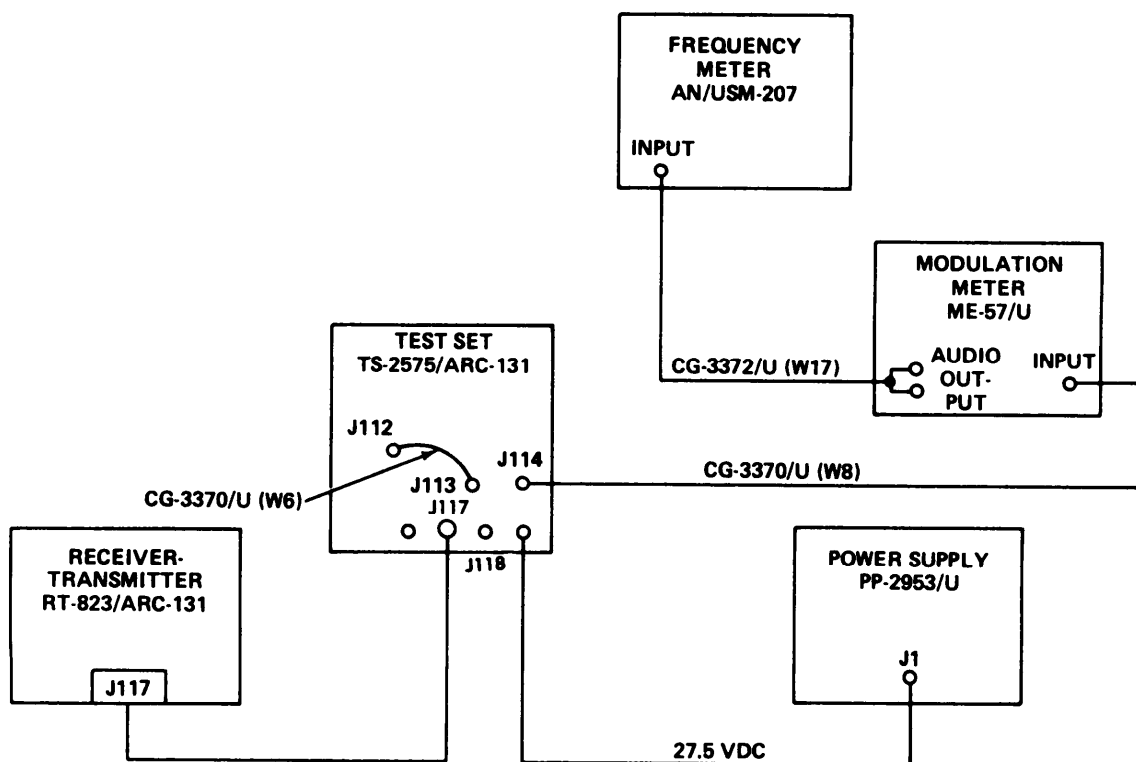 FREQUENCY
METER
AN/USM-207
INPUT
MODULATION
METER
ME-57/U
AUDIO
OUT-
PUT
INPUT
CG-3372/U (W17)
TEST SET
TS-2575/ARC-131
J112
J113
J114
J117
J118
CG-3370/U (W6)
CG-3370/U (W8)
RECEIVER-
TRANSMITTER
RT-823/ARC-131
J117
POWER SUPPLY
PP-2953/U
J1
27.5 VDC